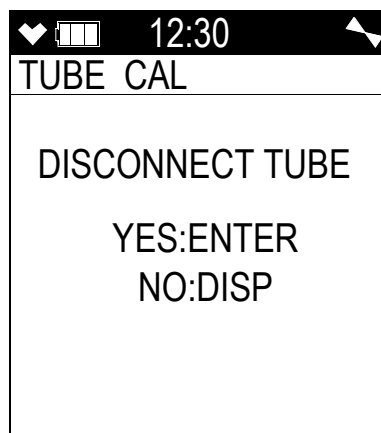 12:30
TUBE CAL
DISCONNECT TUBE
YES:ENTER
NO:DISP